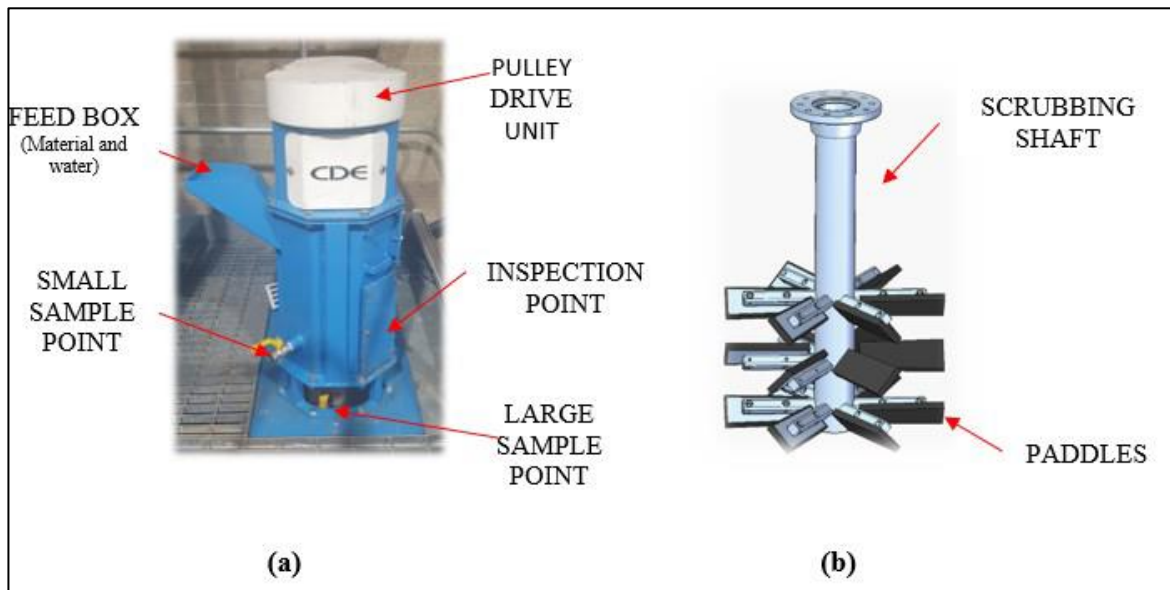 PULLEY
DRIVE
UNIT
FEED BOX
(Material and
water)
CDE
SMALL
SAMPLE
POINT
INSPECTION
POINT
LARGE
SAMPLE
POINT
(a)
SCRUBBING
SHAFT
PADDLES
(b)